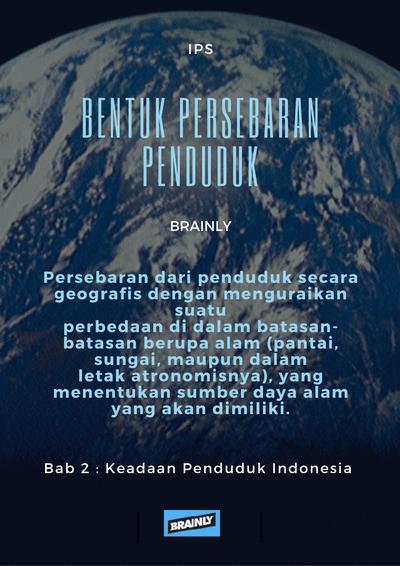 IPS
BENTUK PERSEBARAN
PENDUDUK
BRAINLY
Persebaran dari penduduk secara
geografis dengan menguraikan
suatu
perbedaan di dalam batasan-
batasan berupa alam (pantai,
sungai, maupun dalam
letak atronomisnya), yang
menentukan sumber daya alam
yang akan dimiliki.
Bab 2 : Keadaan Penduduk Indonesia
BRAINLY